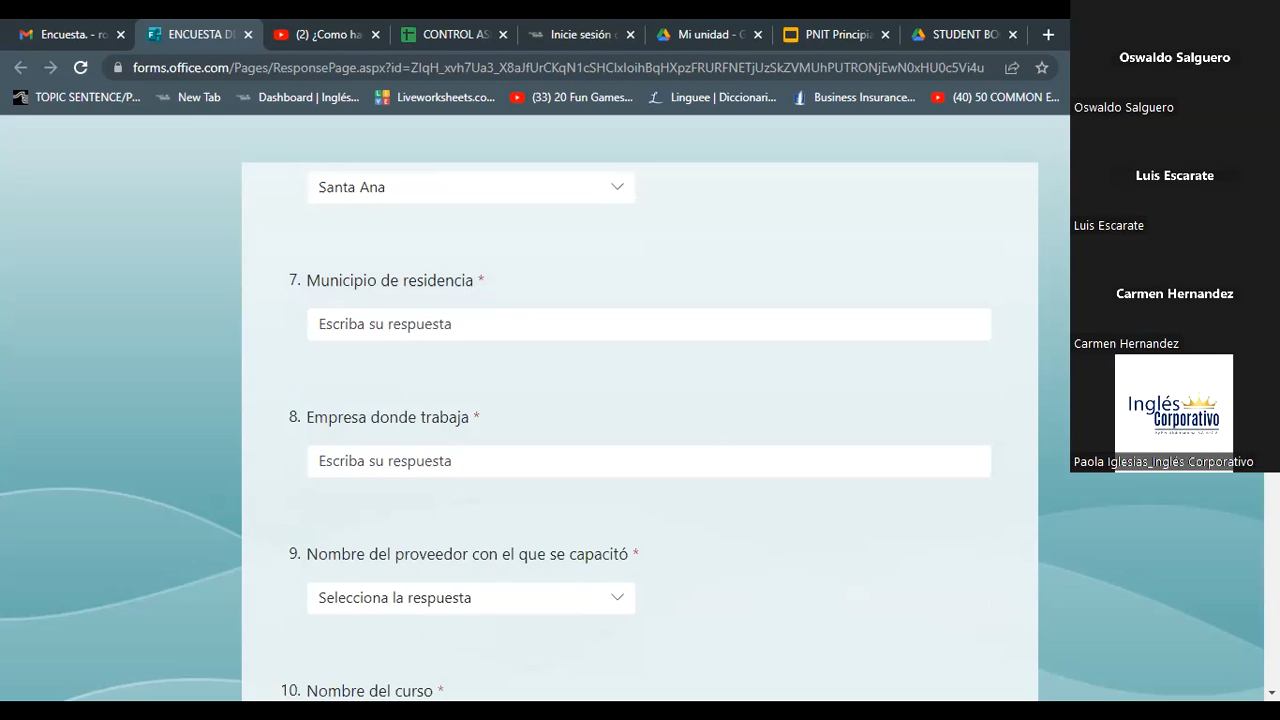 Encuesta. - ro
ENCUESTA DE
(2) ¿Como ha
CONTROL AS
Inicie sesión
Mi unidad - G
PNIT Principia
STUDENT BO
forms.office.com/Pages/ResponsePage.aspx?id=ZIqH_xvh7Ua3_X8aJfUrCKqN1cSHClxIoihBqHXpzFRURFNETjUzSkZVMUhPUTRONjEwN0xHU0c5Vi4u
TOPIC SENTENCE/P...
New Tab
Dashboard | Inglés...
Liveworksheets.co...
(33) 20 Fun Games...
Linguee | Diccionari...
Business Insurance...
(40) 50 COMMON E...
Santa Ana
7. Municipio de residencia *
Escriba su respuesta
8. Empresa donde trabaja *
Escriba su respuesta
9. Nombre del proveedor con el que se capacitó *
Selecciona la respuesta
10. Nombre del curso *
Oswaldo Salguero
Oswaldo Salguero
Luis Escarate
Luis Escarate
Carmen Hernandez
Carmen Hernandez
Inglés
Corporativo
Paola Iglesias_Inglés Corporativo